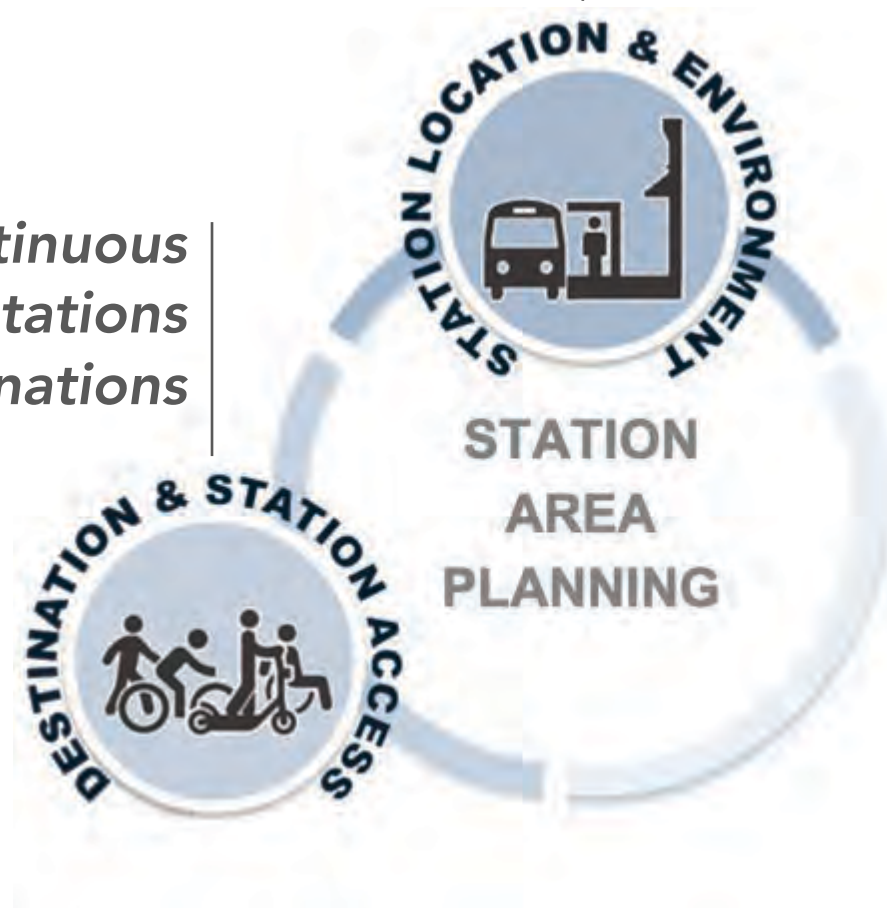 STATION LOCATION & ENVIRONMENT
tinuous
tations
nations
STATION
AREA
PLANNING
DESTINATION & STATION ACCESS